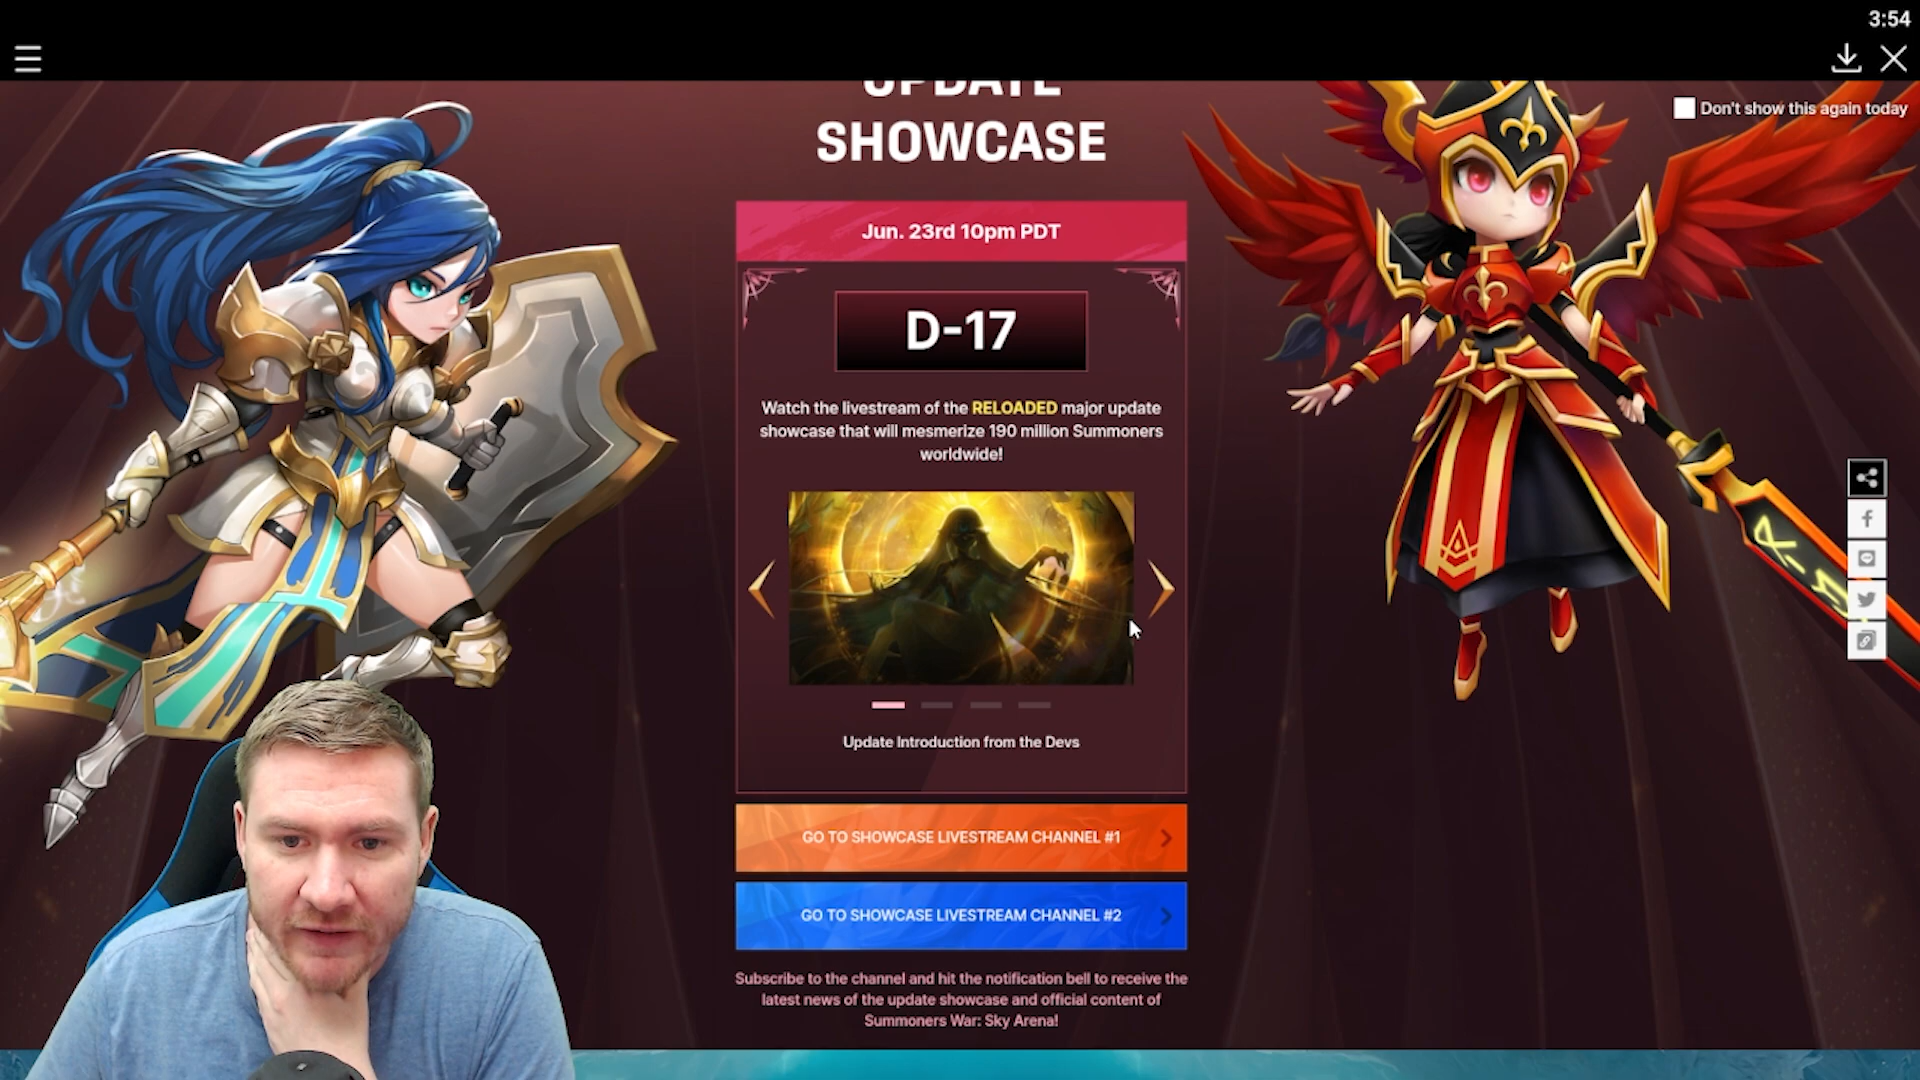 3:54
Don't show this again today
UPDATE
SHOWCASE
Jun. 23rd 10pm PDT
D-17
Watch the livestream of the RELOADED major update
showcase that will mesmerize 190 million Summoners
worldwide!
Update Introduction from the Devs
GO TO SHOWCASE LIVESTREAM CHANNEL #1
GO TO SHOWCASE LIVESTREAM CHANNEL #2
Subscribe to the channel and hit the notification bell to receive the
latest news of the update showcase and official content of
Summoners War: Sky Arena!